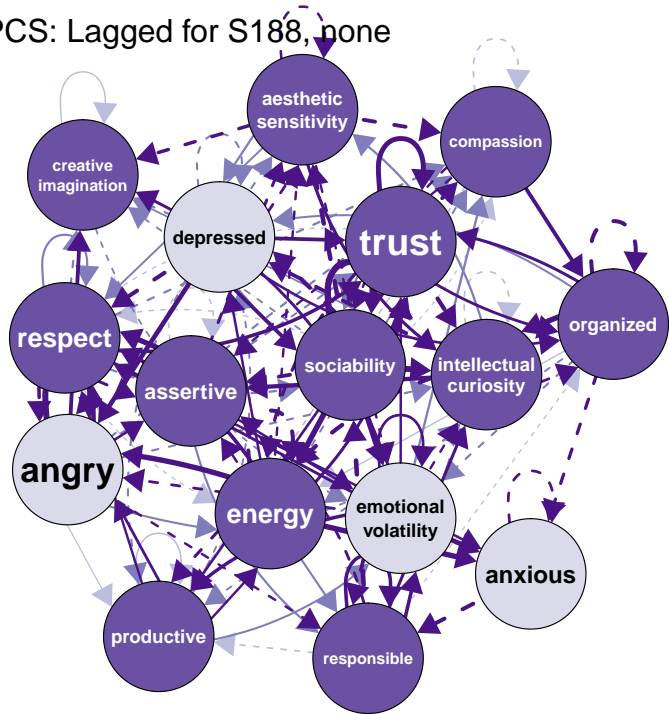 PCS: Lagged for S188, none
aesthetic
sensitivity
compassion
creative
imagination
depressed
trust
respect
sociability
organized
assertive
intellectual
curiosity
angry
energy
emotional
volatility
anxious
productive
responsible